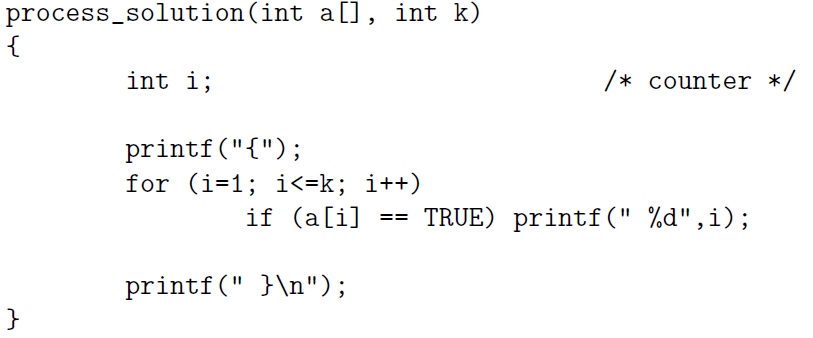 process_solution(int a[], int k)
{
int i; /* counter */
printf("{");
for (i=1; i<=k; i++)
if (a[i] == TRUE) printf(" %d",i);
printf(" }\n");
}